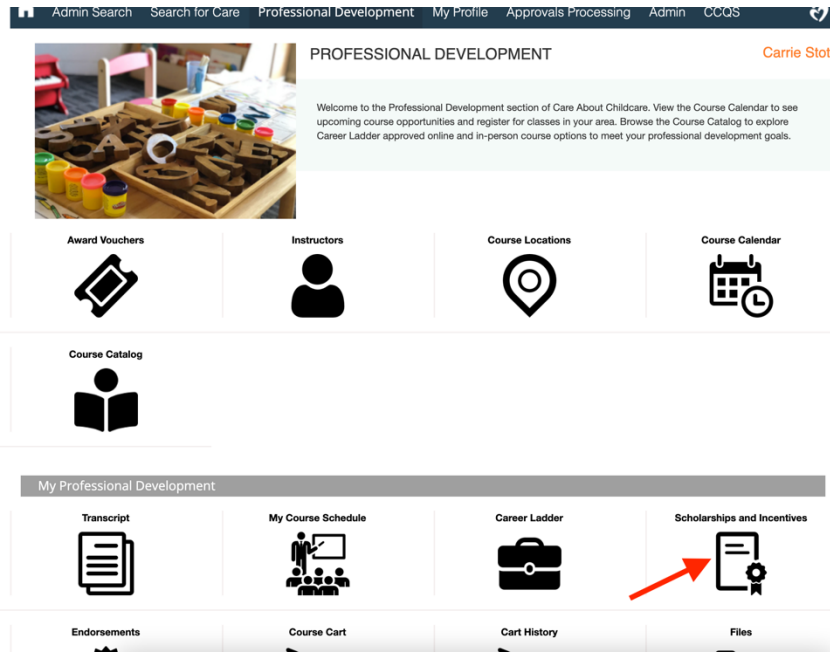 Admin Search Search for Care Professional Development My Profile Approvals Processing Admin CCQS
PROFESSIONAL DEVELOPMENT
Carrie Stot
Welcome to the Professional Development section of Care About Childcare. View the Course Calendar to see
upcoming course opportunities and register for classes in your area. Browse the Course Catalog to explore
Career Ladder approved online and in-person course options to meet your professional development goals.
Award Vouchers Instructors Course Locations Course Calendar
Course Catalog
My Professional Development
Transcript My Course Schedule Career Ladder Scholarships and Incentives
Endorsements Course Cart Cart History Files